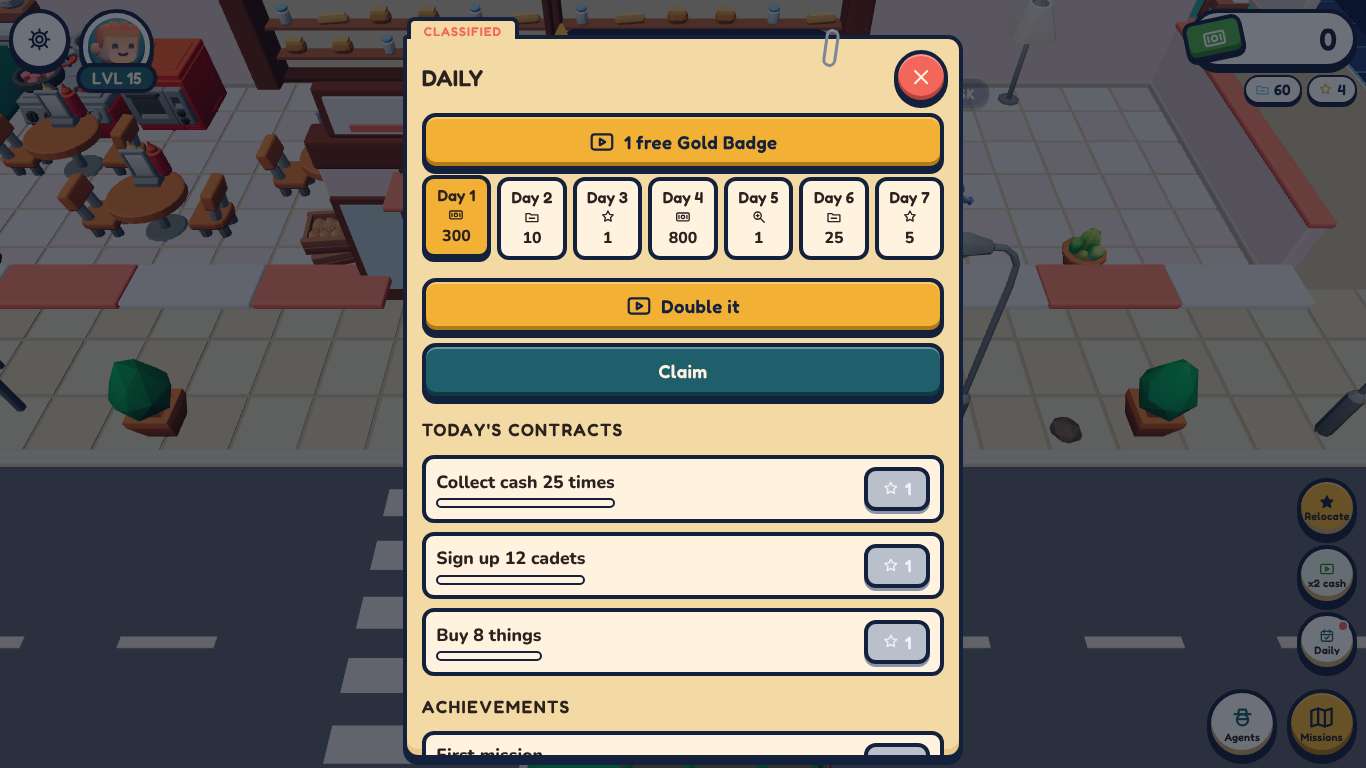 CLASSIFIED
DAILY
LVL 15
0
60
4
1 free Gold Badge
Day 1
300
Day 2
10
Day 3
1
Day 4
800
Day 5
1
Day 6
25
Day 7
5
Double it
Claim
TODAY'S CONTRACTS
Collect cash 25 times
1
Sign up 12 cadets
1
Buy 8 things
1
ACHIEVEMENTS
First mission
Relocate
x2 cash
Daily
Agents
Missions